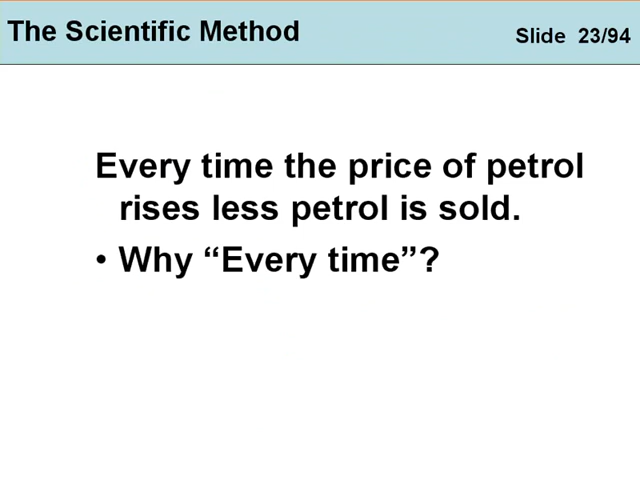 The Scientific Method
Slide 23/94
Every time the price of petrol
rises less petrol is sold.
• Why “Every time”?